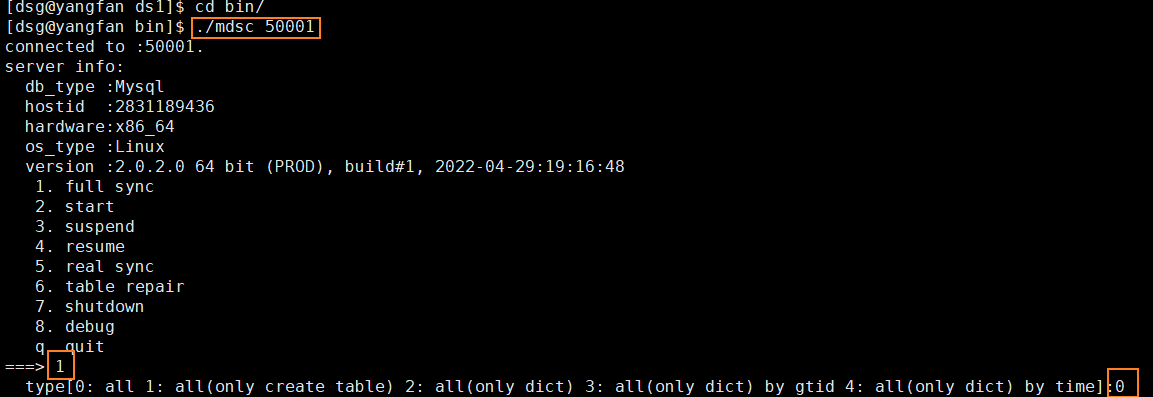 [dsg@yangfan ds1]$ cd bin/
[dsg@yangfan bin]$ ./mdsc 50001
connected to :50001.
server info:
  db_type :Mysql
  hostid  :2831189436
  hardware:x86_64
  os_type :Linux
  version :2.0.2.0 64 bit (PROD), build#1, 2022-04-29:19:16:48
   1. full sync
   2. start
   3. suspend
   4. resume
   5. real sync
   6. table repair
   7. shutdown
   8. debug
   q. quit
===> 1
  type[0: all 1: all(only create table) 2: all(only dict) 3: all(only dict) by gtid 4: all(only dict) by time]:0